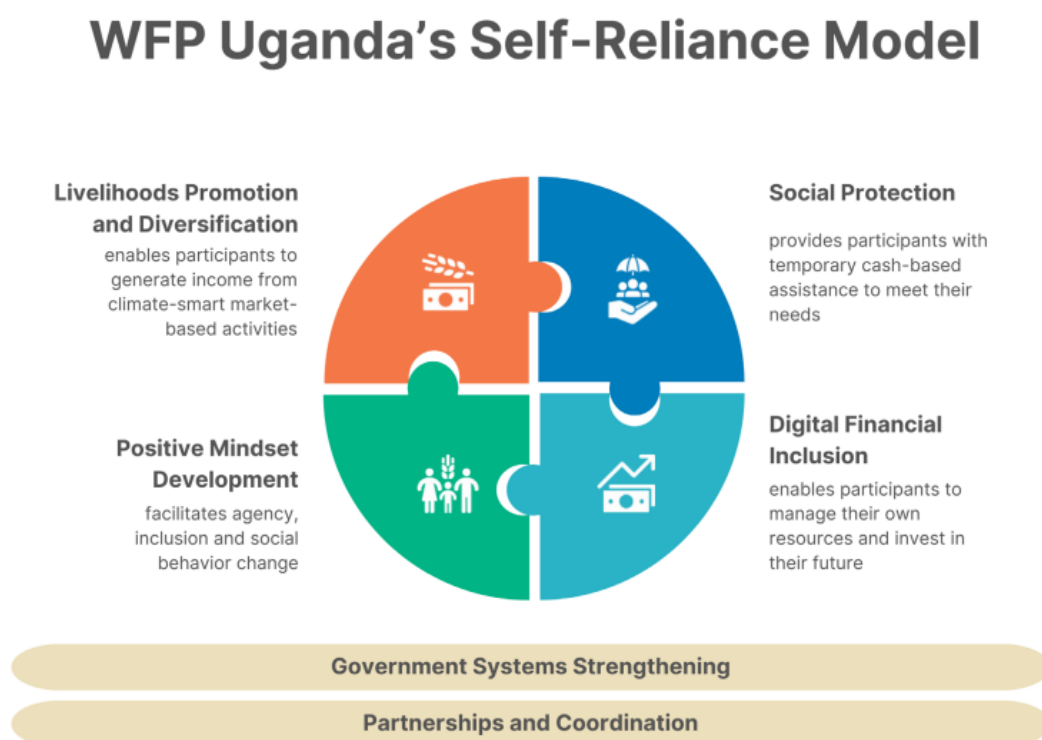 WFP Uganda's Self-Reliance Model
Livelihoods Promotion
and Diversification
enables participants to
generate income from
climate-smart market-
based activities
Social Protection
provides participants with
temporary cash-based
assistance to meet their
needs
Positive Mindset
Development
facilitates agency,
inclusion and social
behavior change
Digital Financial
Inclusion
enables participants to
manage their own
resources and invest in
their future
Government Systems Strengthening
Partnerships and Coordination